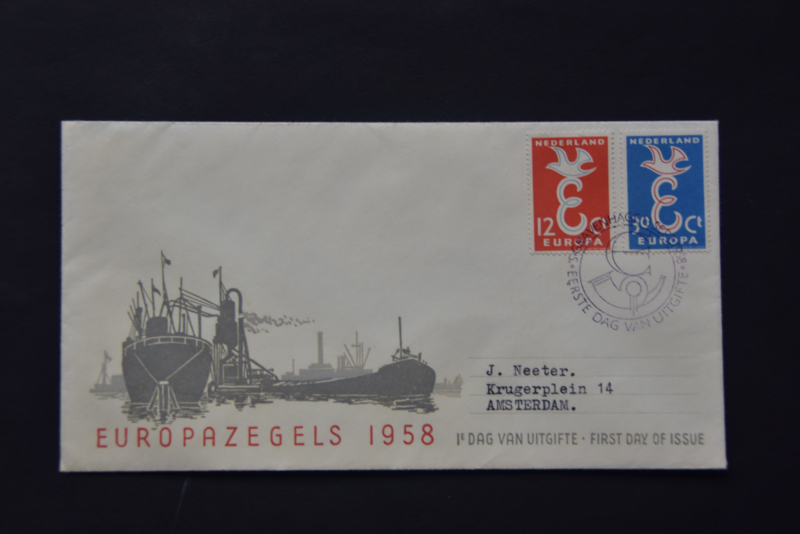 NEDERLAND
12 Ct
EUROPA
NEDERLAND
30 Ct
EUROPA
EERSTE DAG VAN UITGIFTE
J. Neeter.
Krugerplein 14
AMSTERDAM.
EUROPAZEGELS 1958
1E DAG VAN UITGIFTE · FIRST DAY OF ISSUE